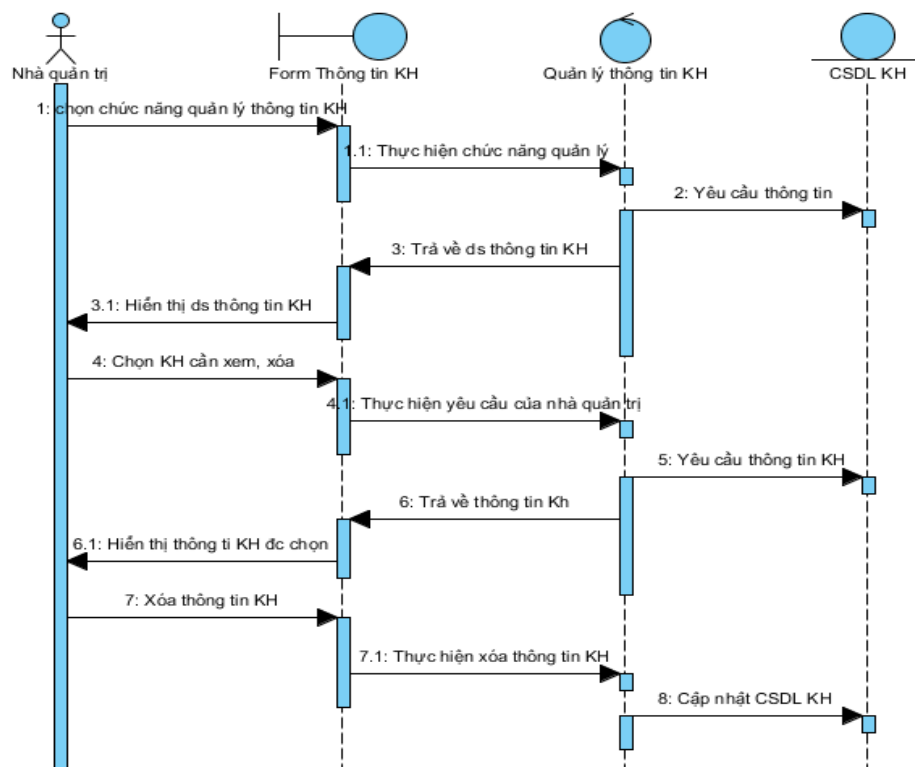 Nhà quản trị
Form Thông tin KH
Quản lý thông tin KH
CSDL KH
1: chọn chức năng quản lý thông tin KH
1.1: Thực hiện chức năng quản lý
2: Yêu cầu thông tin
3: Trả về ds thông tin KH
3.1: Hiển thị ds thông tin KH
4: Chọn KH cần xem, xóa
4.1: Thực hiện yêu cầu của nhà quản trị
5: Yêu cầu thông tin KH
6: Trả về thông tin Kh
6.1: Hiển thị thông ti KH đc chọn
7: Xóa thông tin KH
7.1: Thực hiện xóa thông tin KH
8: Cập nhật CSDL KH